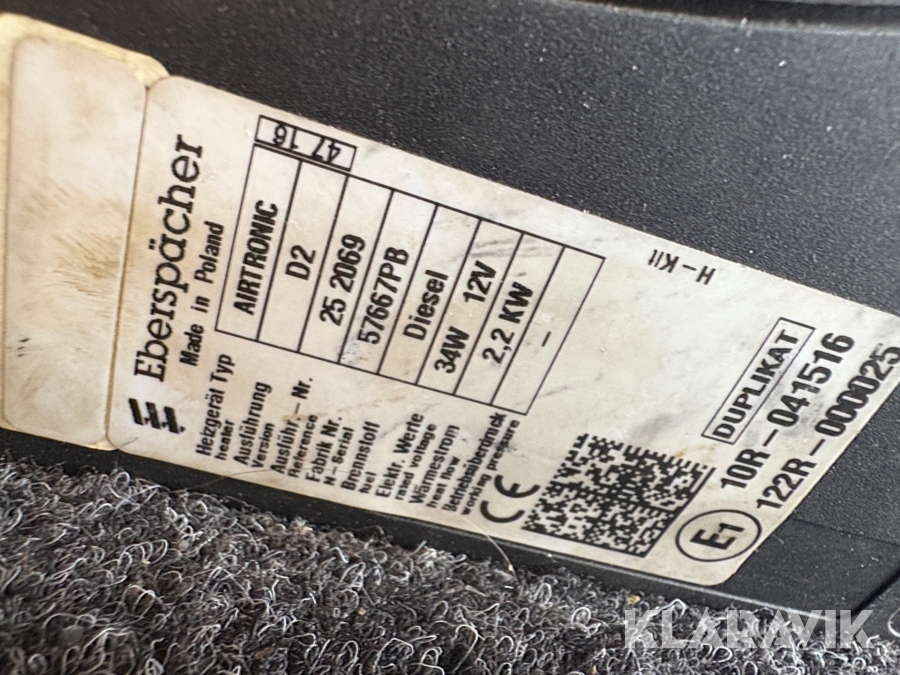 Eberspächer
Made in Poland
47 16
Heizgerät Typ AIRTRONIC
heater
Ausführung D2
version
Ausführ.-Nr. 25 2069
Reference
Fabrik Nr. 57667PB
N-Serial
Brennstoff Diesel
fuel
Elektr. Werte 34W 12V
rated voltage
Wärmestrom 2,2 KW
heat flow
Betriebsüberdruck -
working pressure
CE
H-Kit
DUPLIKAT
E1
10R-041516
122R-000025
KLARAVIK